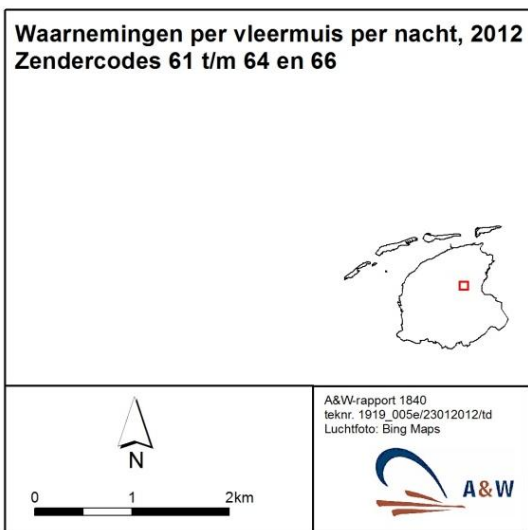 Waarnemingen per vleermuis per nacht, 2012
Zendercodes 61 t/m 64 en 66
N
0 1 2km
A&W-rapport 1840
teknr. 1919_005e/23012012/td
Luchtfoto: Bing Maps
A&W